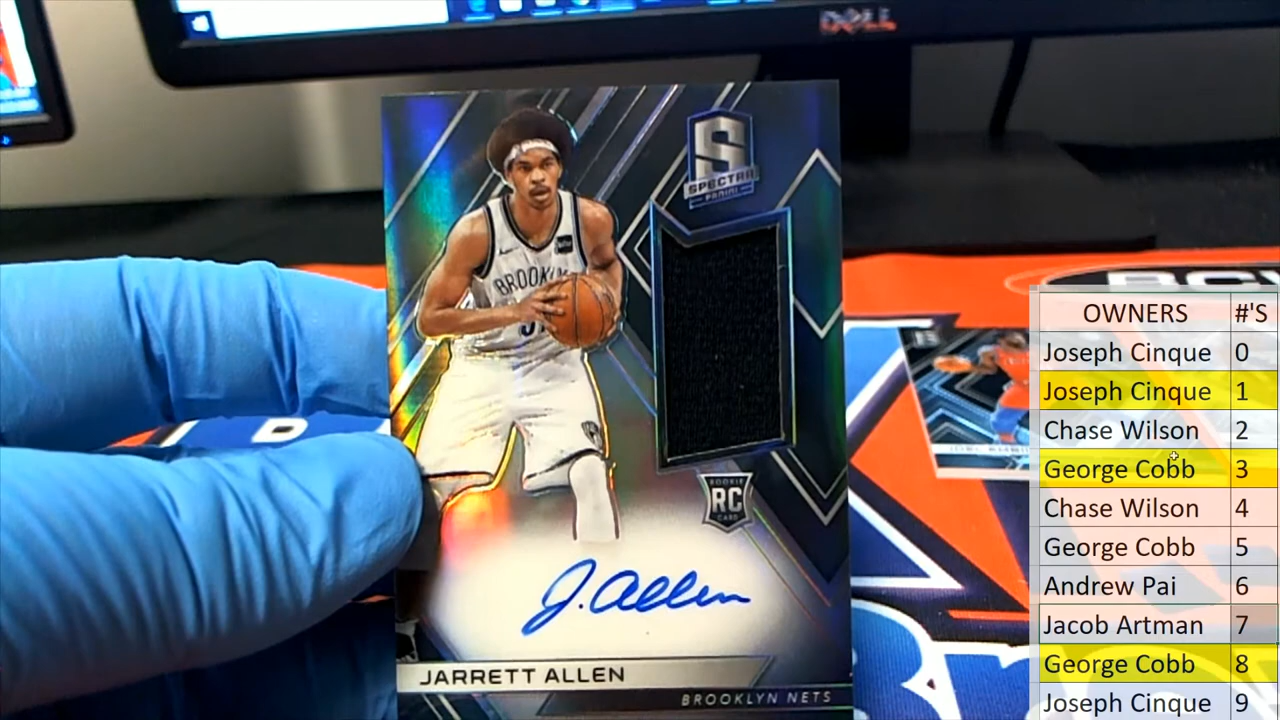 DELL
S
SPECTRA
PANINI
BROOKLYN
ROOKIE
RC
CARD
J. Allen
JARRETT ALLEN
BROOKLYN NETS
OWNERS #'S
Joseph Cinque 0
Joseph Cinque 1
Chase Wilson 2
George Cobb 3
Chase Wilson 4
George Cobb 5
Andrew Pai 6
Jacob Artman 7
George Cobb 8
Joseph Cinque 9